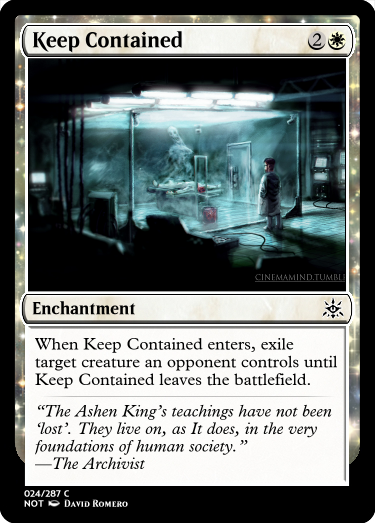 Keep Contained 2
CINEMAMIND.TUMBL
Enchantment
When Keep Contained enters, exile
target creature an opponent controls until
Keep Contained leaves the battlefield.
“The Ashen King's teachings have not been
‘lost’. They live on, as It does, in the very
foundations of human society.”
—The Archivist
024/287 C
NOT DAVID ROMERO